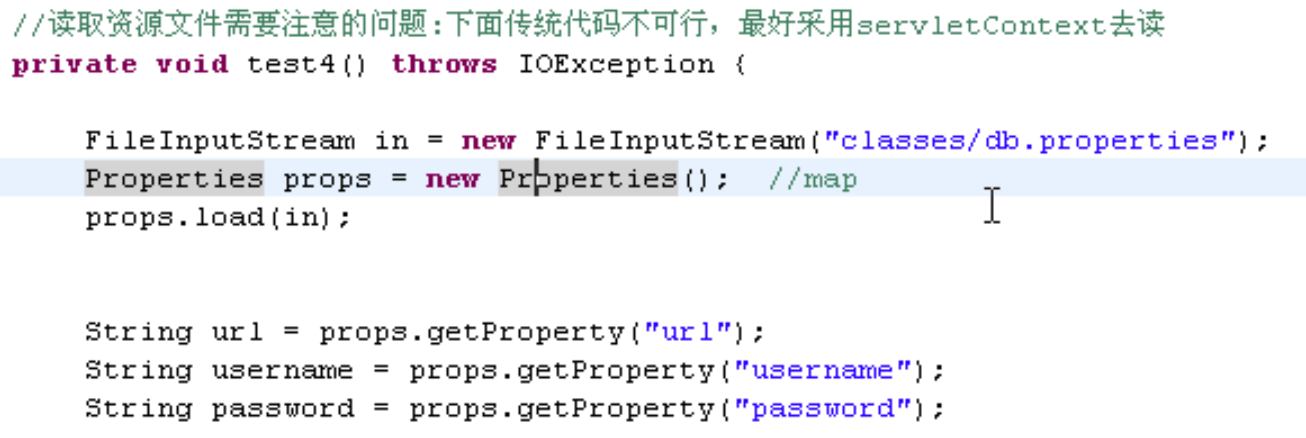 //读取资源文件需要注意的问题:下面传统代码不可行，最好采用servletContext去读
private void test4() throws IOException {
FileInputStream in = new FileInputStream("classes/db.properties");
Properties props = new Properties();  //map
props.load(in);
String url = props.getProperty("url");
String username = props.getProperty("username");
String password = props.getProperty("password");